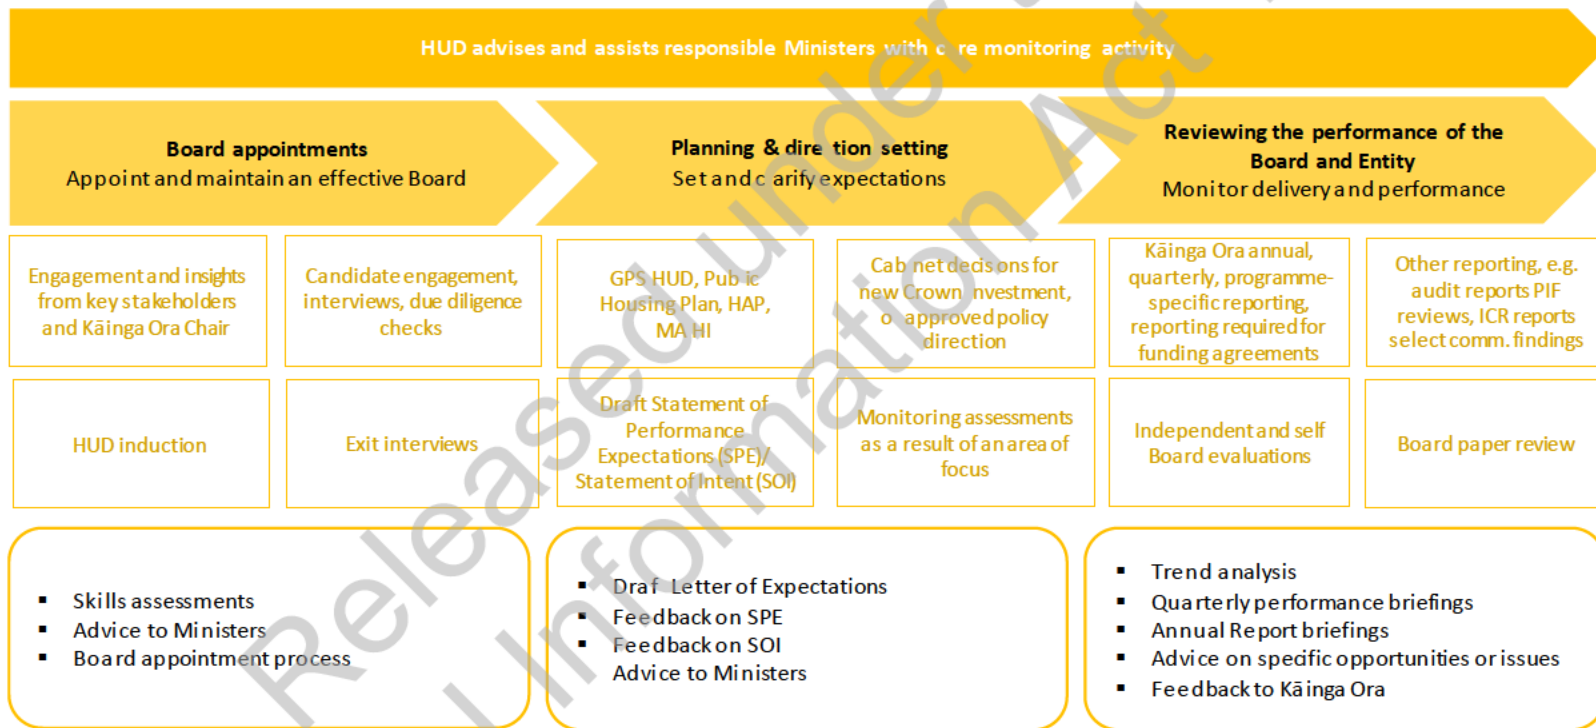 HUD advises and assists responsible Ministers with c re monitoring activity
Board appointments
Appoint and maintain an effective Board
Planning & dire tion setting
Set and clarify expectations
Reviewing the performance of the
Board and Entity
Monitor delivery and performance
Engagement and insights
from key stakeholders
and Kāinga Ora Chair
Candidate engagement,
interviews, due diligence
checks
GPS HUD, Pub ic
Housing Plan, HAP,
MA HI
Cab net decis ons for
new Crown investment,
o approved policy
direction
Kāinga Ora annual,
quarterly, programme-
specific reporting,
reporting required for
funding agreements
Other reporting, e.g.
audit reports PIF
reviews, ICR reports
select comm. findings
HUD induction
Exit interviews
Draft Statement of
Performance
Expectations (SPE)/
Statement of Intent (SOI)
Monitoring assessments
as a result of an area of
focus
Independent and self
Board evaluations
Board paper review
▪ Skills assessments
▪ Advice to Ministers
▪ Board appointment process
▪ Draf Letter of Expectations
▪ Feedback on SPE
▪ Feedback on SOI
Advice to Ministers
▪ Trend analysis
▪ Quarterly performance briefings
▪ Annual Report briefings
▪ Advice on specific opportunities or issues
▪ Feedback to Kāinga Ora
Released under
Information Act